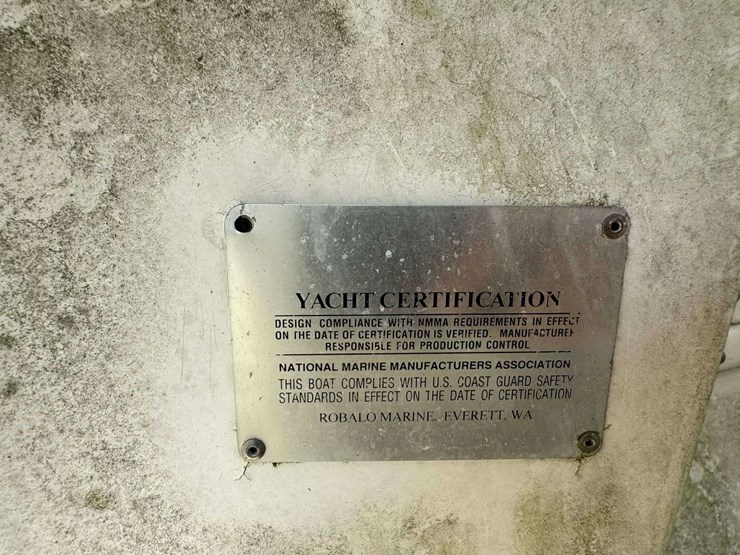 YACHT CERTIFICATION
DESIGN COMPLIANCE WITH NMMA REQUIREMENTS IN EFFECT
ON THE DATE OF CERTIFICATION IS VERIFIED. MANUFACTURER
RESPONSIBLE FOR PRODUCTION CONTROL
NATIONAL MARINE MANUFACTURERS ASSOCIATION
THIS BOAT COMPLIES WITH U.S. COAST GUARD SAFETY
STANDARDS IN EFFECT ON THE DATE OF CERTIFICATION
ROBALO MARINE, EVERETT, WA